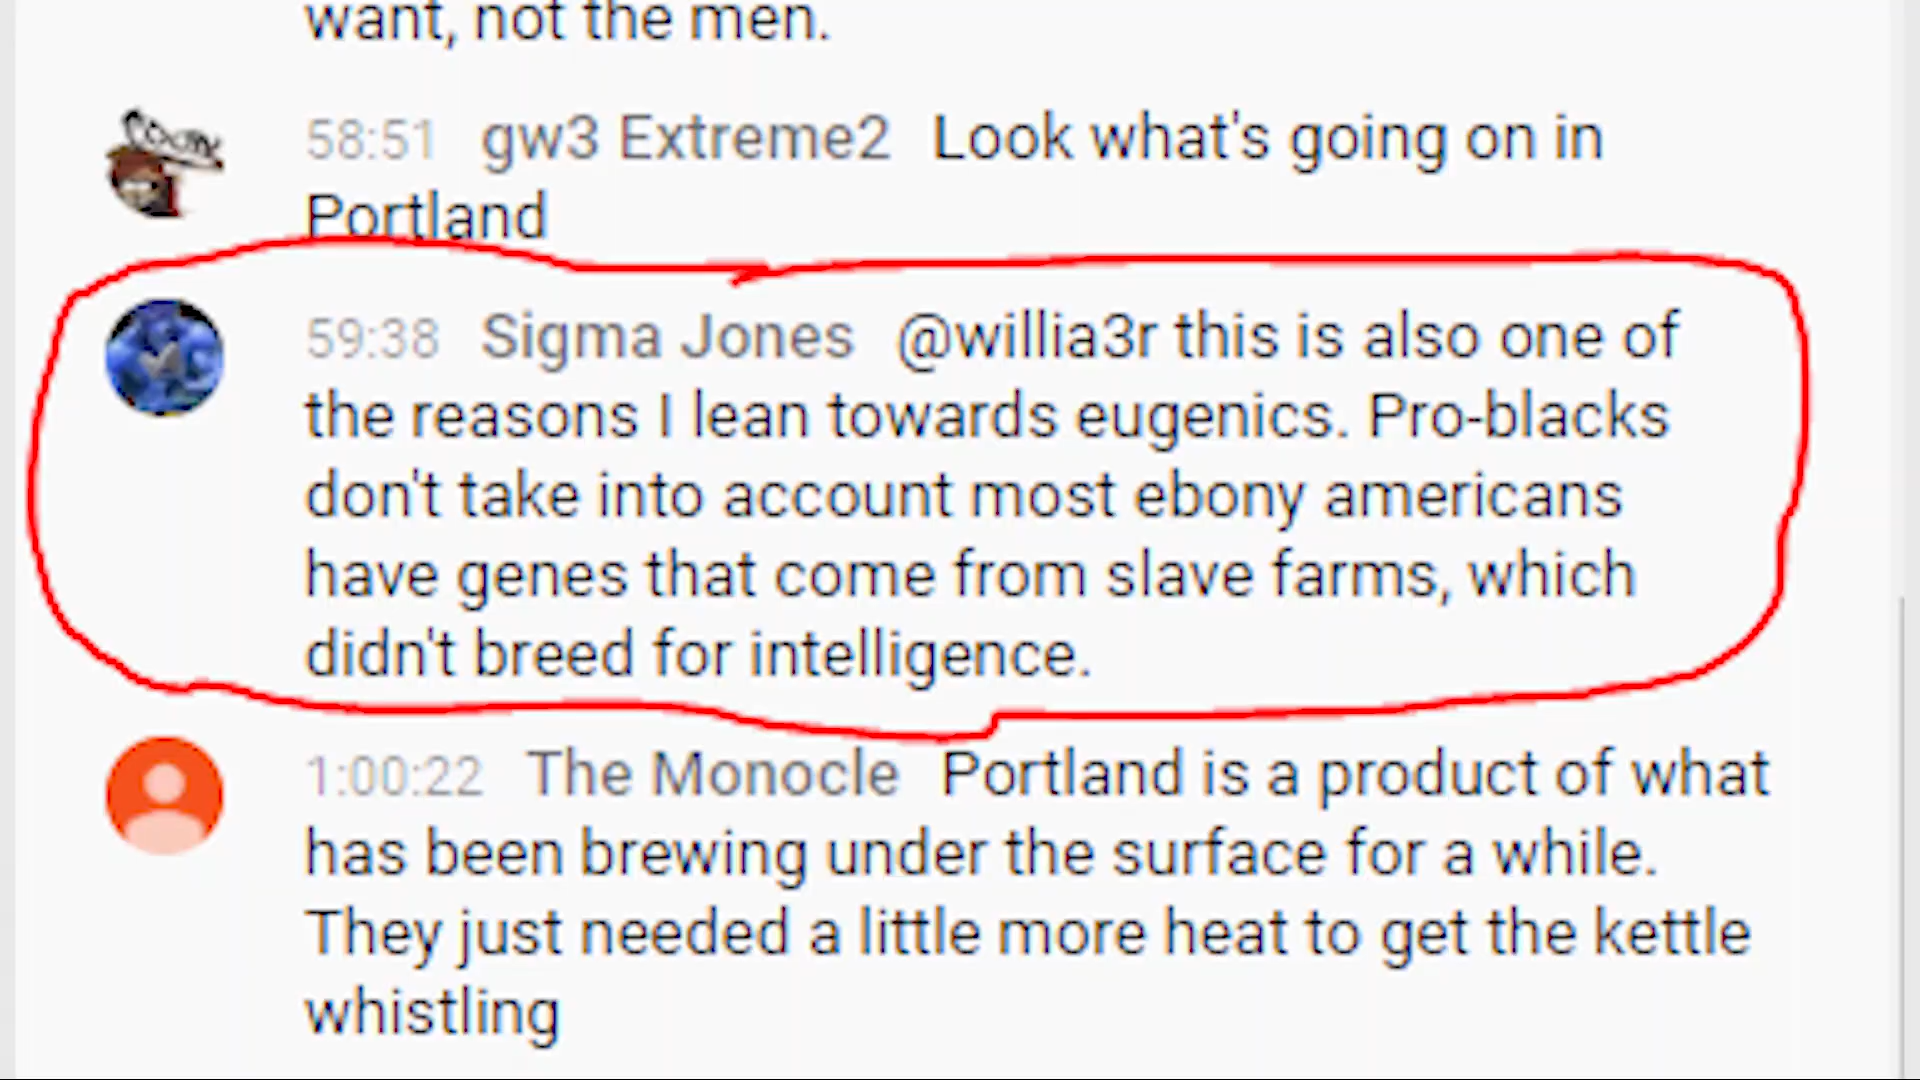 want, not the men.
58:51 gw3 Extreme2 Look what's going on in
Portland
59:38 Sigma Jones @willia3r this is also one of
the reasons I lean towards eugenics. Pro-blacks
don't take into account most ebony americans
have genes that come from slave farms, which
didn't breed for intelligence.
1:00:22 The Monocle Portland is a product of what
has been brewing under the surface for a while.
They just needed a little more heat to get the kettle
whistling